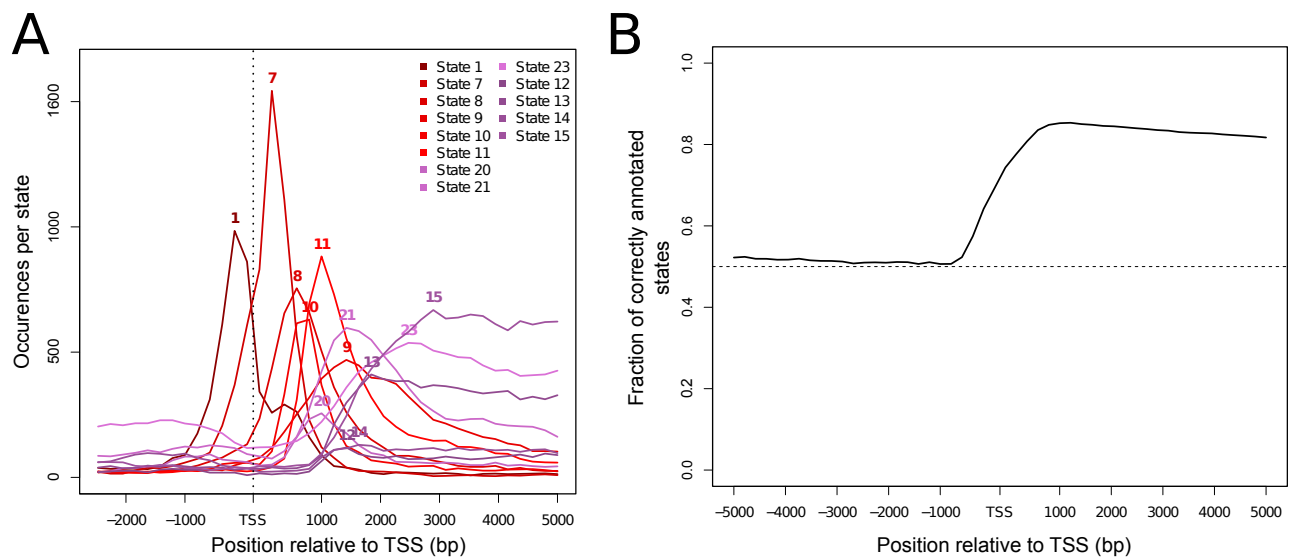 A
Occurences per state
1600
1000
500
0
7
1
11
8
10
15
21
23
9
13
20
12
14
State 1
State 7
State 8
State 9
State 10
State 11
State 20
State 21
State 23
State 12
State 13
State 14
State 15
−2000 −1000 TSS 1000 2000 3000 4000 5000
Position relative to TSS (bp)
B
Fraction of correctly annotated
states
1.0
0.8
0.6
0.4
0.2
0.0
−5000 −4000 −3000 −2000 −1000 TSS 1000 2000 3000 4000 5000
Position relative to TSS (bp)